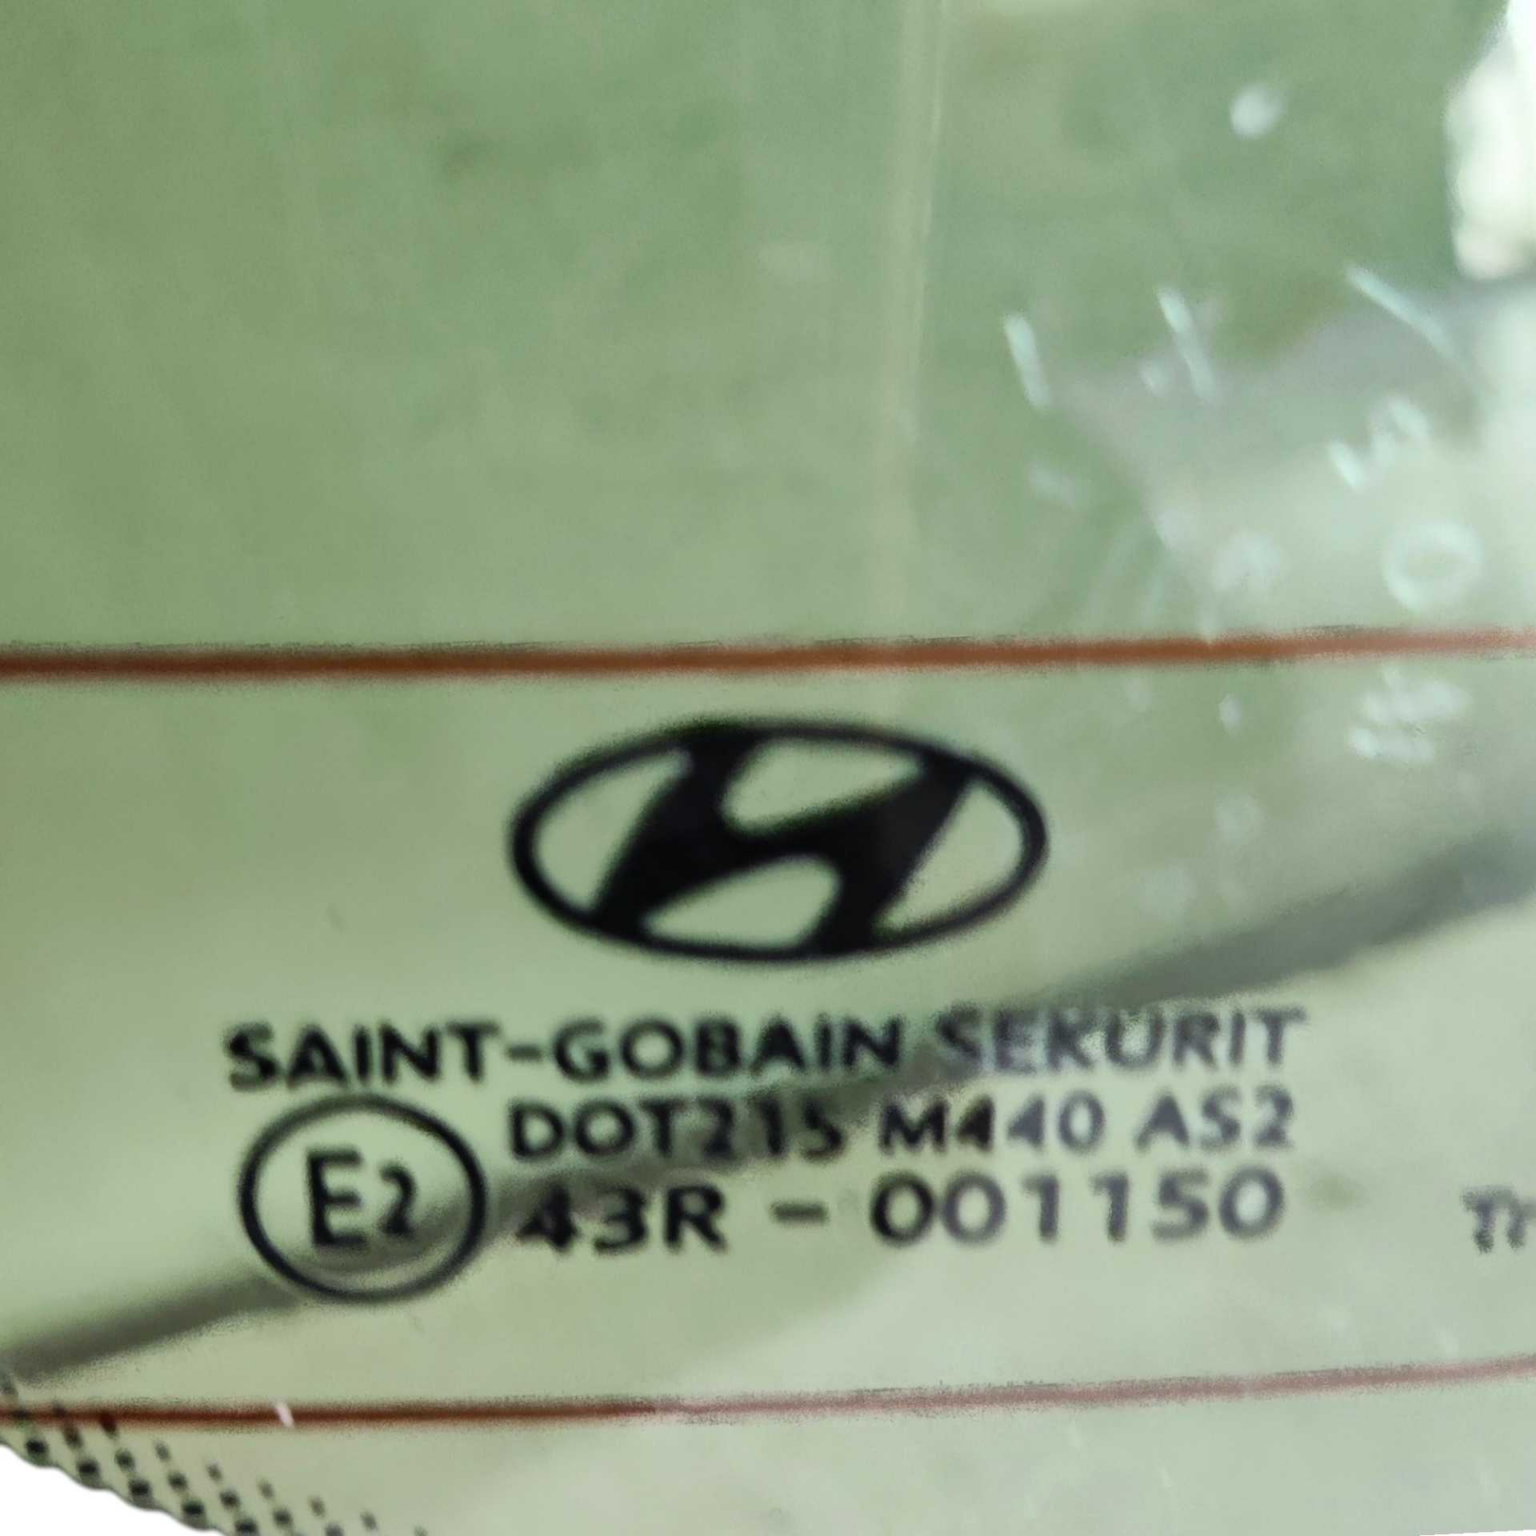 SAINT-GOBAIN SEKURIT
DOT215 M440 AS2
E2
43R - 001150